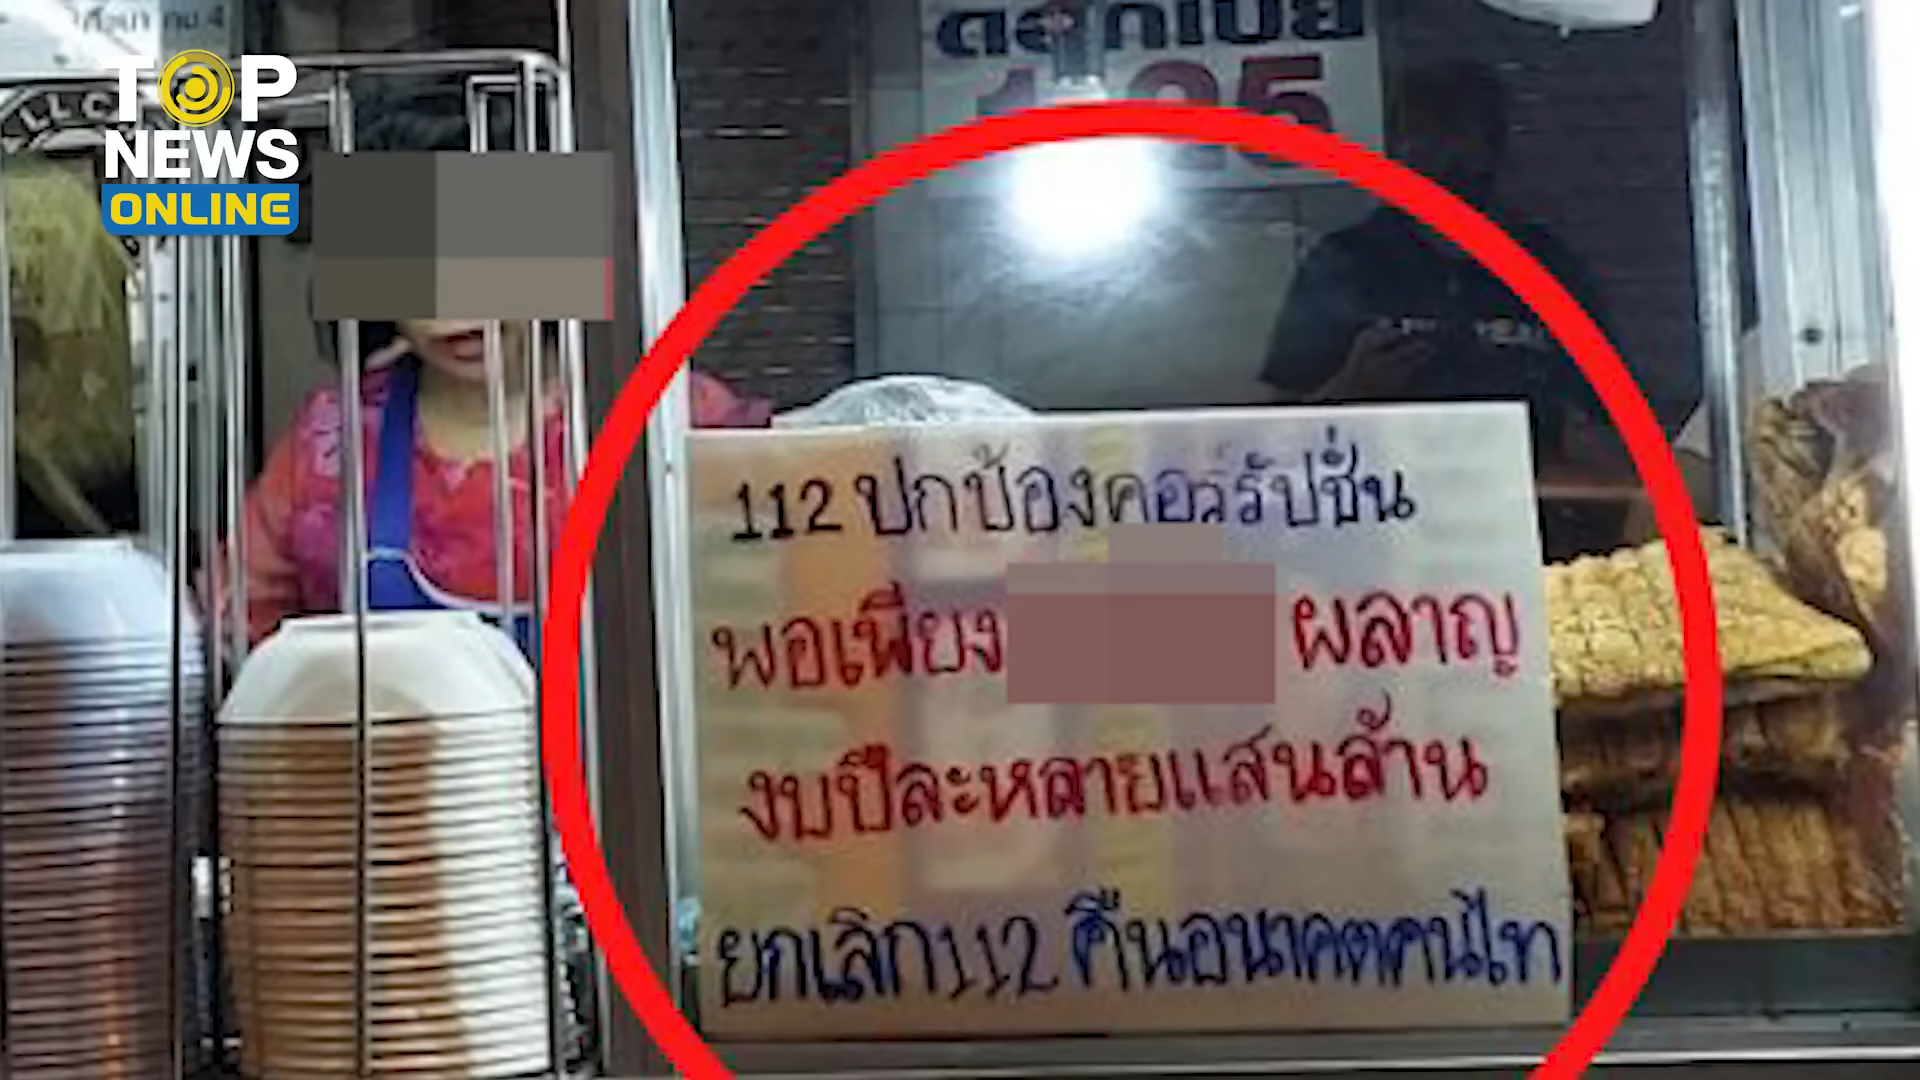 TOP
NEWS
ONLINE
112 ปกป้องคอร์รัปชั่น
พอเพียง ผลาญ
งบปีละหลายแสนล้าน
ยกเลิก112 คืนอนาคตคนไท